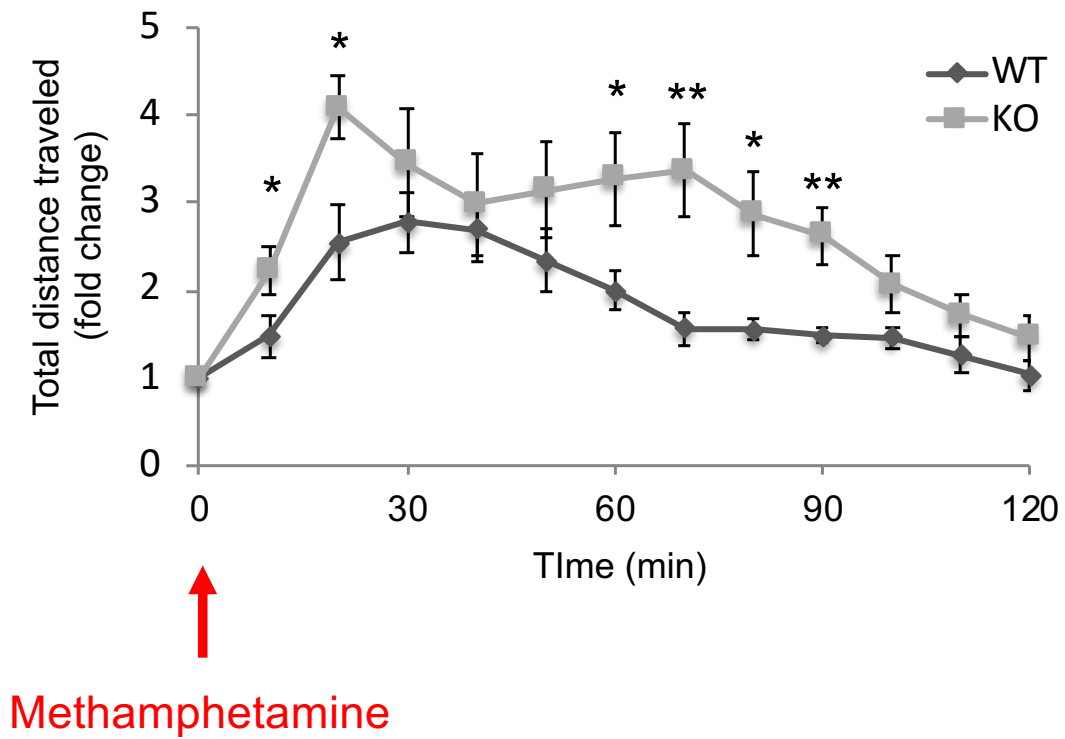 5
4
3
2
1
0
Total distance traveled
(fold change)
*
*
*
**
*
**
WT
KO
0
30
60
90
120
TIme (min)
Methamphetamine